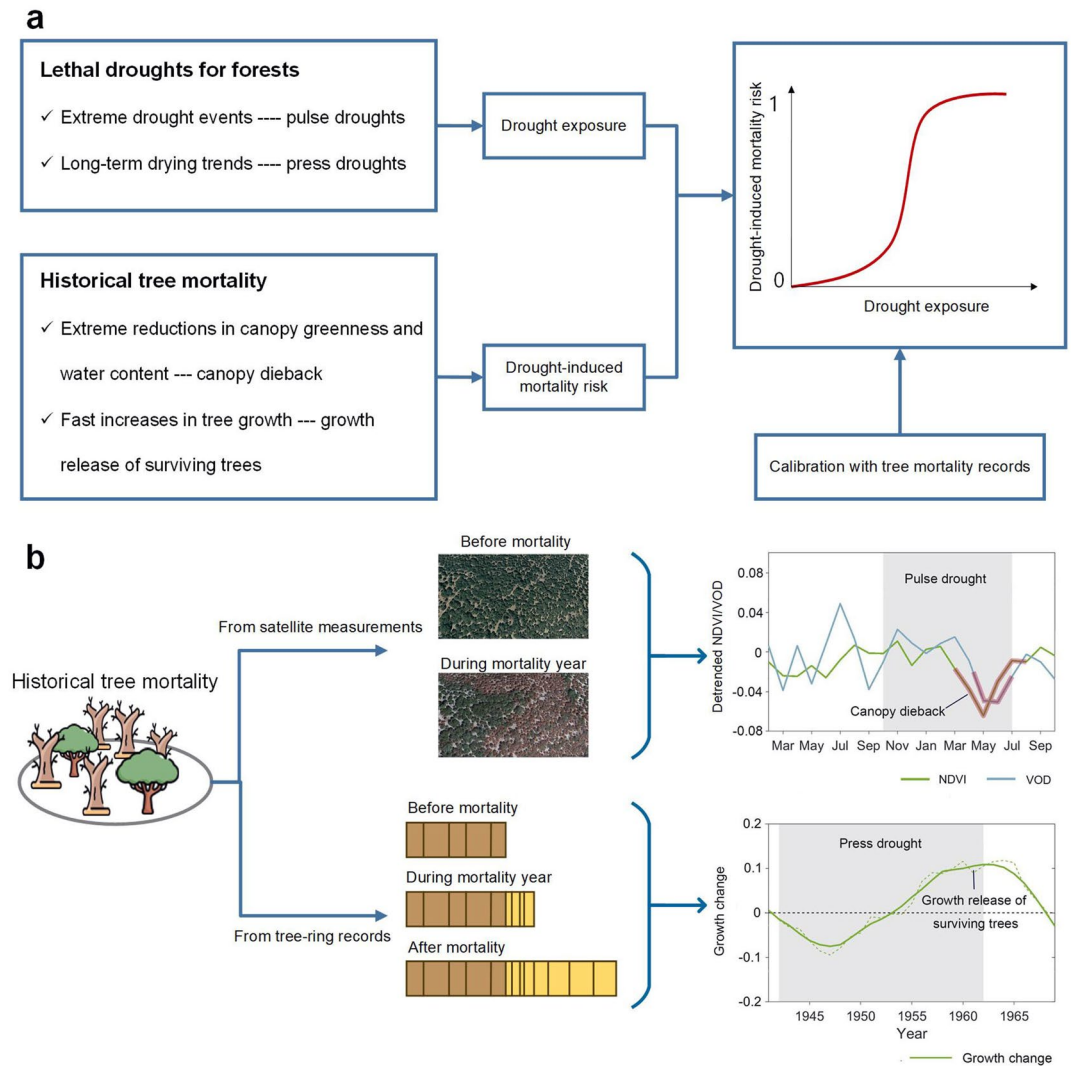 a
Lethal droughts for forests
✓ Extreme drought events ---- pulse droughts
✓ Long-term drying trends ---- press droughts
Drought exposure
Historical tree mortality
✓ Extreme reductions in canopy greenness and
water content --- canopy dieback
✓ Fast increases in tree growth --- growth
release of surviving trees
Drought-induced
mortality risk
Drought-induced mortality risk
1
0
Drought exposure
Calibration with tree mortality records
b
Historical tree mortality
From satellite measurements
From tree-ring records
Before mortality
During mortality year
Before mortality
During mortality year
After mortality
Detrended NDVI/VOD
0.08
0.04
0
-0.04
-0.08
Pulse drought
Canopy dieback
Mar May Jul Sep Nov Jan Mar May Jul Sep
NDVI VOD
Growth change
0.2
0.1
0
-0.1
-0.2
Press drought
Growth release of
surviving trees
1945 1950 1955 1960 1965
Year
Growth change